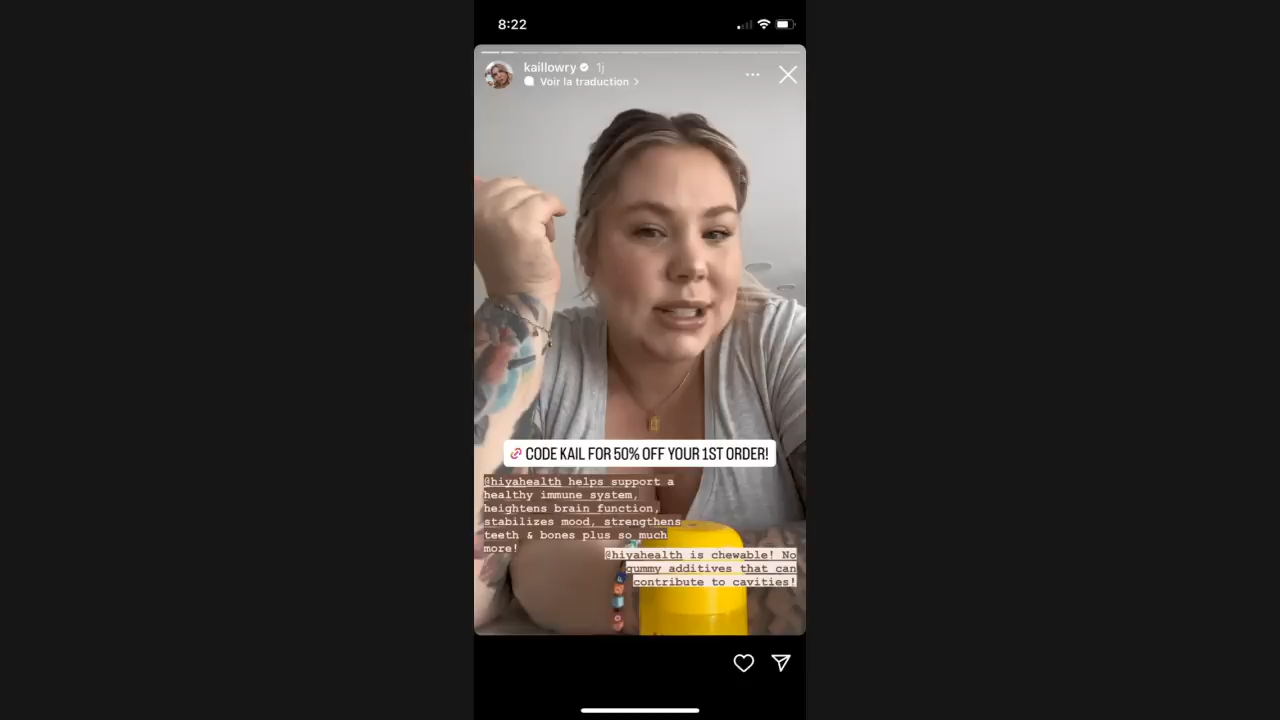 8:22
kaillowry 1j
Voir la traduction >
CODE KAIL FOR 50% OFF YOUR 1ST ORDER!
@hiyahealth helps support a
healthy immune system,
heightens brain function,
stabilizes mood, strengthens
teeth & bones plus so much
more!
@hiyahealth is chewable! No
gummy additives that can
contribute to cavities!